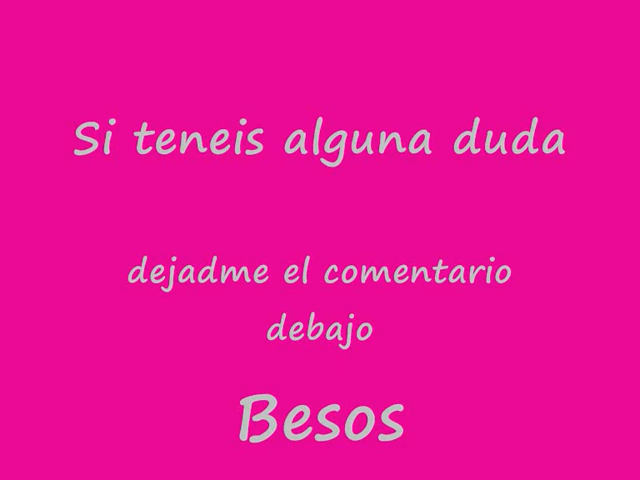 Si teneis alguna duda
dejadme el comentario
debajo
Besos